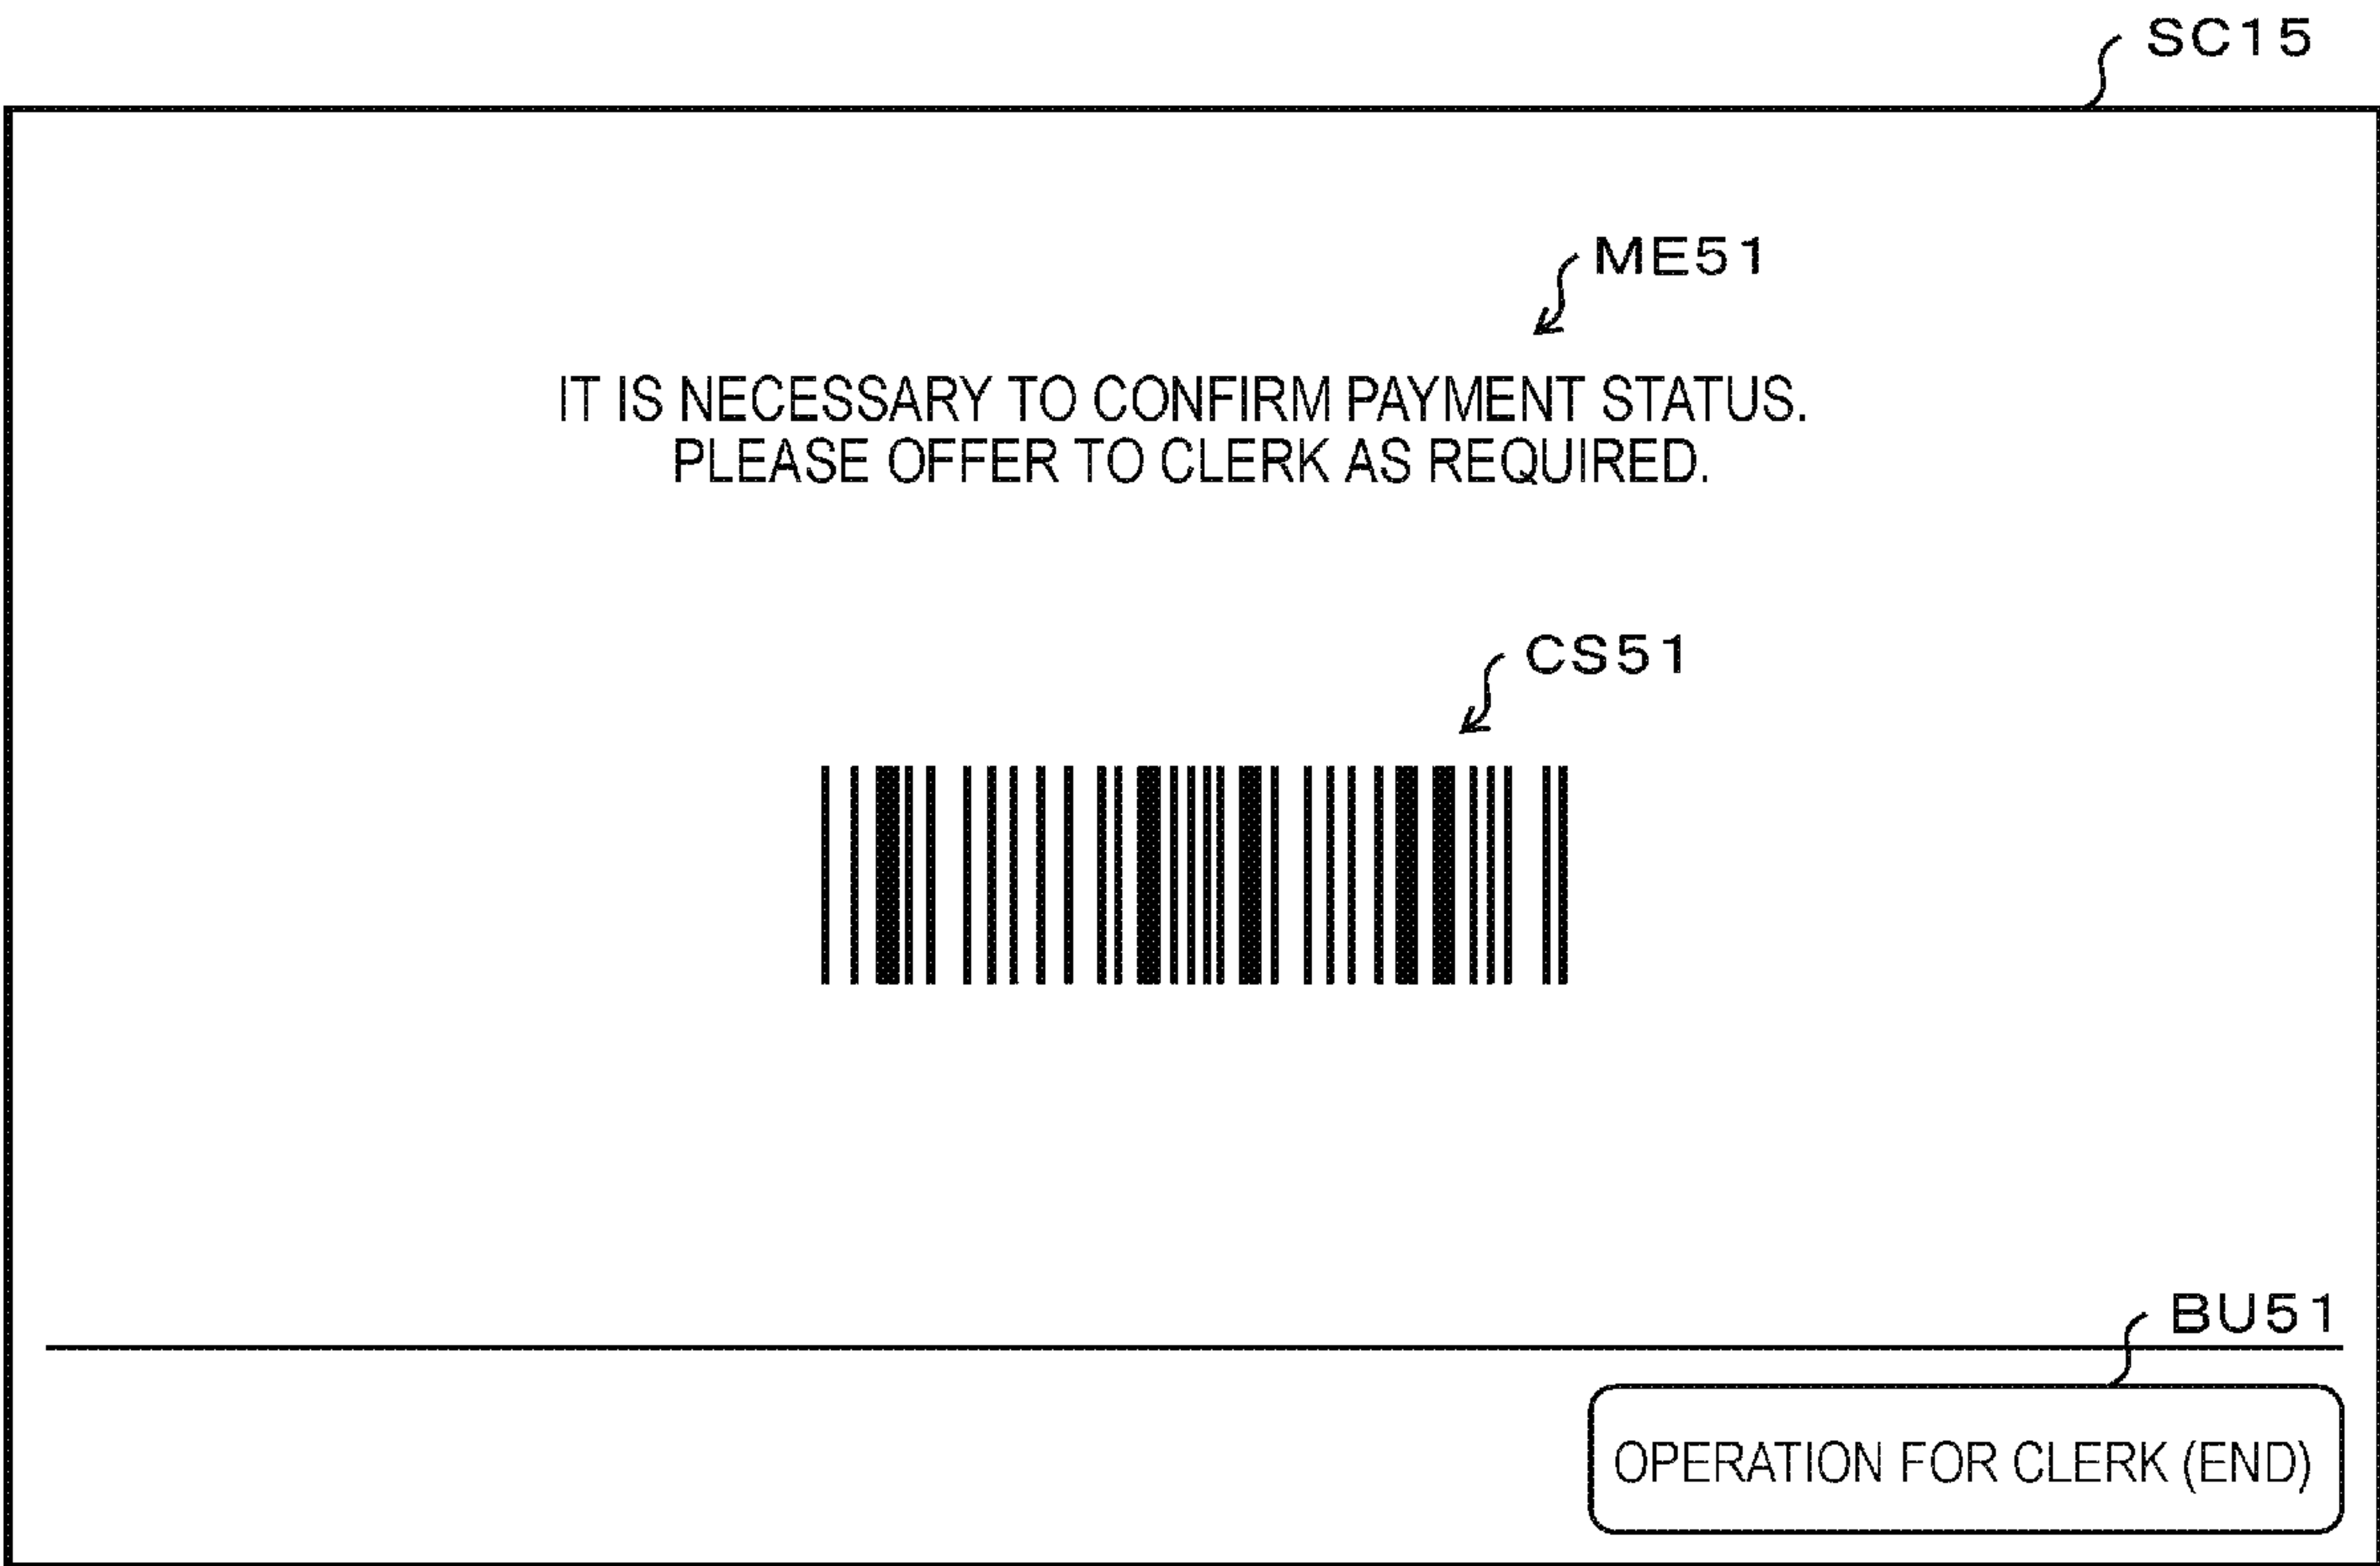 SC15
ME51
IT IS NECESSARY TO CONFIRM PAYMENT STATUS.
PLEASE OFFER TO CLERK AS REQUIRED.
CS51
BU51
OPERATION FOR CLERK (END)